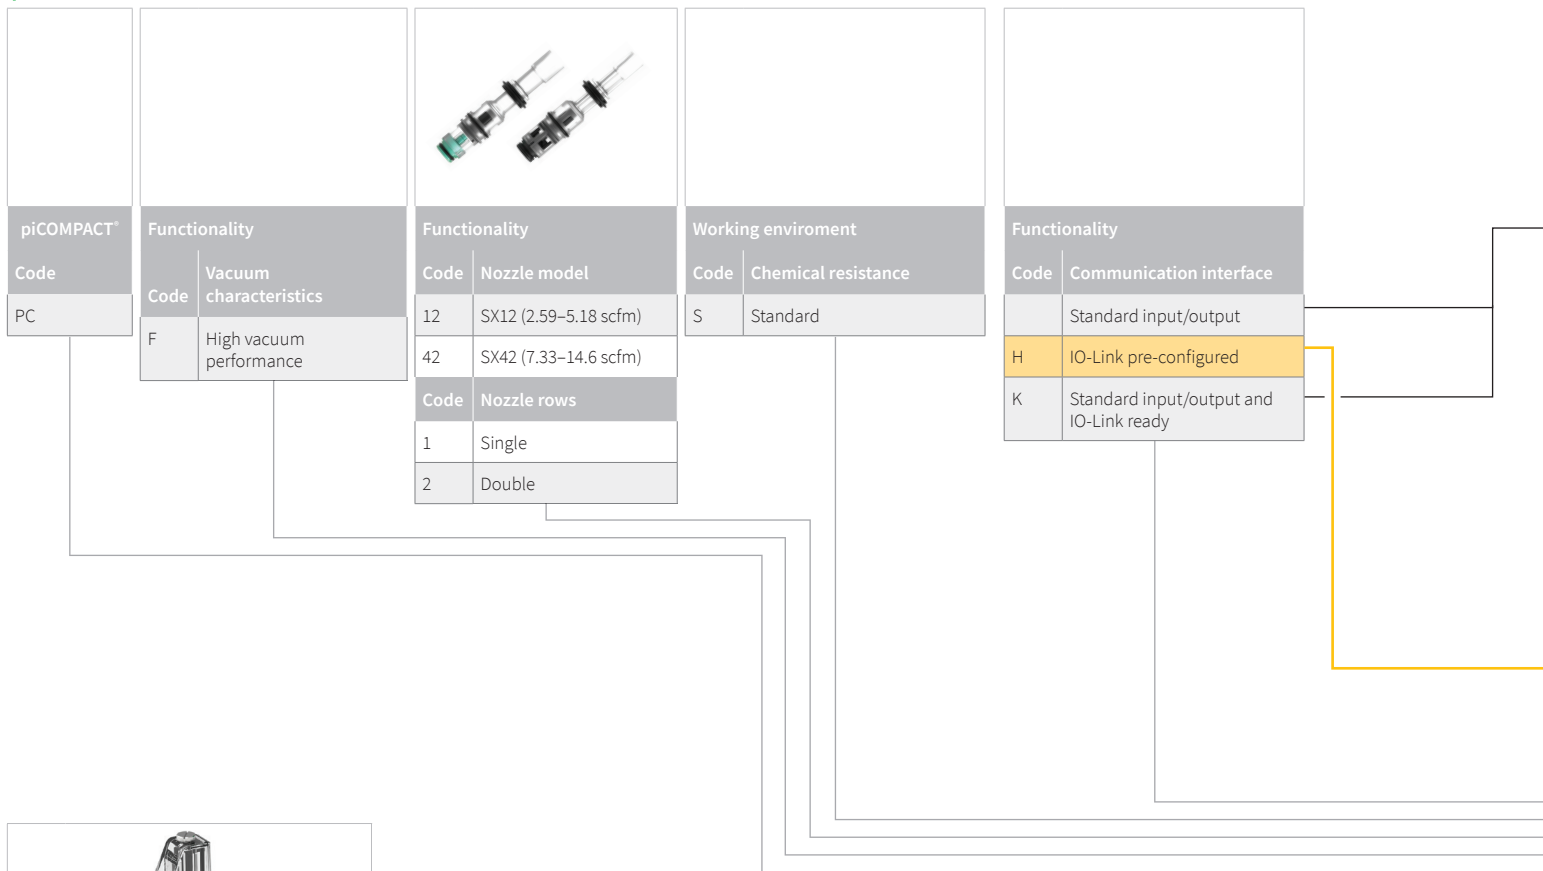 piCOMPACT®
Code
PC
Functionality
Code
Vacuum
characteristics
F
High vacuum
performance
Functionality
Code Nozzle model
12 SX12 (2.59–5.18 scfm)
42 SX42 (7.33–14.6 scfm)
Code Nozzle rows
1 Single
2 Double
Working enviroment
Code Chemical resistance
S Standard
Functionality
Code Communication interface
Standard input/output
H IO-Link pre-configured
K Standard input/output and
IO-Link ready